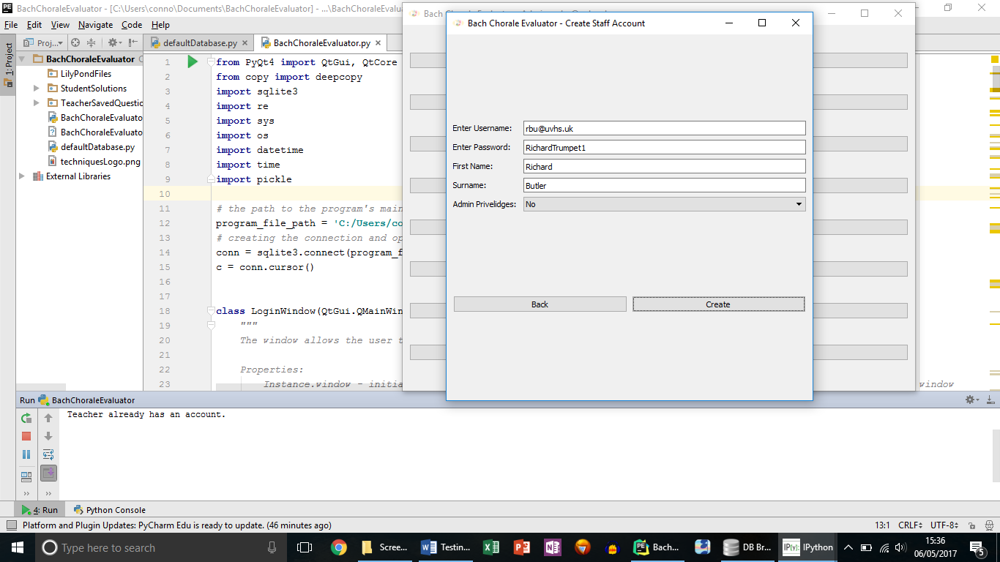 BachChoraleEvaluator - [C:\Users\conno\Documents\BachChoraleEvaluator] - ...\BachChoraleEvalua
File Edit View Navigate Code Help
Proj...
defaultDatabase.py
BachChoraleEvaluator.py
1: Project
BachChoraleEvaluator
LilyPondFiles
StudentSolutions
TeacherSavedQuestic
BachChoraleEvaluato
BachChoraleEvaluato
defaultDatabase.py
techniquesLogo.png
External Libraries
1 from PyQt4 import QtGui, QtCore
2 from copy import deepcopy
3 import sqlite3
4 import re
5 import sys
6 import os
7 import datetime
8 import time
9 import pickle
10
11 # the path to the program's main
12 program_file_path = 'C:/Users/co
13 # creating the connection and op
14 conn = sqlite3.connect(program_f
15 c = conn.cursor()
16
17
18 class LoginWindow(QtGui.QMainWin
19 """
20 The window allows the user t
21
22 Properties:
23 Instance.window - initia
window
Bach Chorale Evaluator - Create Staff Account
Enter Username: rbu@uvhs.uk
Enter Password: RichardTrumpet1
First Name: Richard
Surname: Butler
Admin Privelidges: No
Back Create
Run BachChoraleEvaluator
Teacher already has an account.
4: Run Python Console
Platform and Plugin Updates: PyCharm Edu is ready to update. (46 minutes ago)
13:1 CRLF UTF-8
Type here to search
Scree...
Testin...
Bach...
DB Br...
IP[y]: IPython
15:36
06/05/2017
5